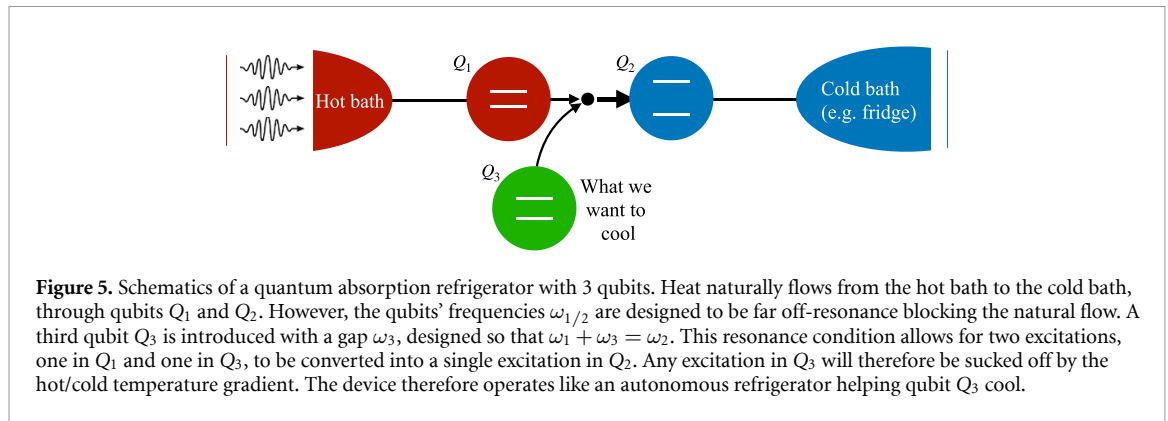 Q1
Q2
Hot bath
Cold bath
(e.g. fridge)
Q3
What we
want to
cool
Figure 5. Schematics of a quantum absorption refrigerator with 3 qubits. Heat naturally flows from the hot bath to the cold bath,
through qubits Q1 and Q2. However, the qubits' frequencies ω1/2 are designed to be far off-resonance blocking the natural flow. A
third qubit Q3 is introduced with a gap ω3, designed so that ω1 + ω3 = ω2. This resonance condition allows for two excitations,
one in Q1 and one in Q3, to be converted into a single excitation in Q2. Any excitation in Q3 will therefore be sucked off by the
hot/cold temperature gradient. The device therefore operates like an autonomous refrigerator helping qubit Q3 cool.